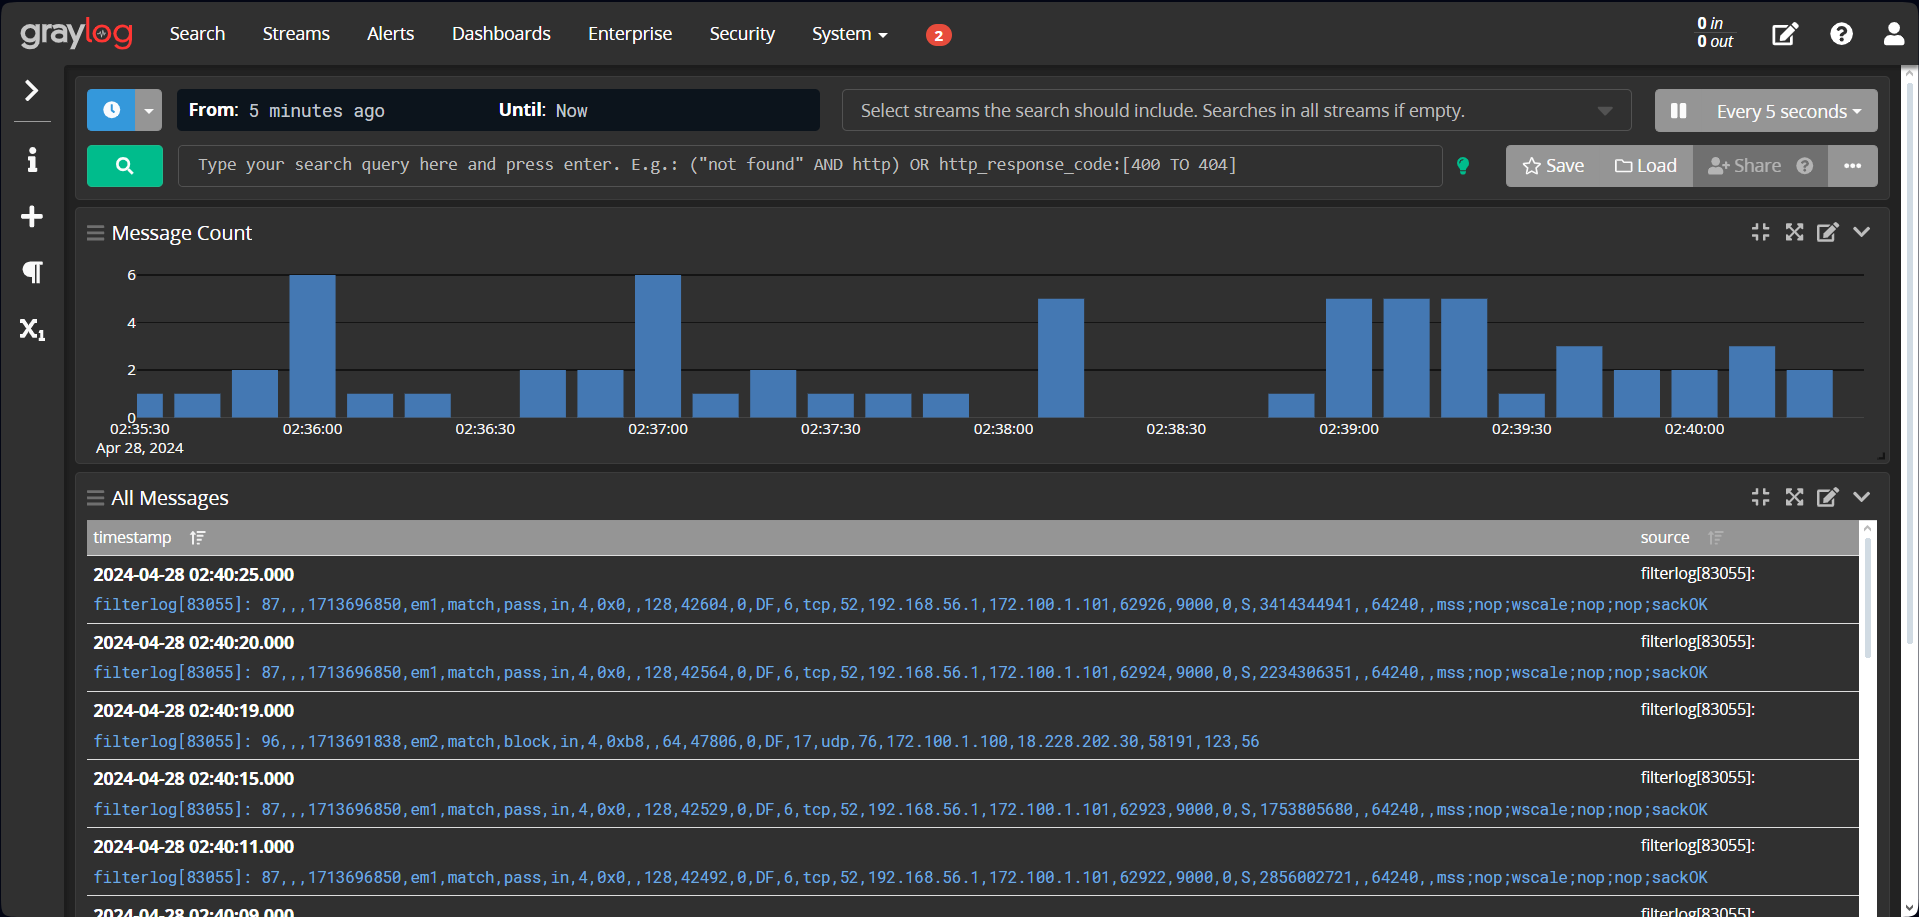 graylog Search Streams Alerts Dashboards Enterprise Security System 2 0 in
0 out
From: 5 minutes ago Until: Now Select streams the search should include. Searches in all streams if empty. Every 5 seconds
Type your search query here and press enter. E.g.: ("not found" AND http) OR http_response_code:[400 TO 404] Save Load Share ...
Message Count
6
4
2
0
02:35:30 02:36:00 02:36:30 02:37:00 02:37:30 02:38:00 02:38:30 02:39:00 02:39:30 02:40:00
Apr 28, 2024
X1
All Messages
timestamp source
2024-04-28 02:40:25.000 filterlog[83055]:
filterlog[83055]: 87,,,1713696850,em1,match,pass,in,4,0x0,,128,42604,0,DF,6,tcp,52,192.168.56.1,172.100.1.101,62926,9000,0,S,3414344941,,64240,,mss;nop;wscale;nop;nop;sackOK
2024-04-28 02:40:20.000 filterlog[83055]:
filterlog[83055]: 87,,,1713696850,em1,match,pass,in,4,0x0,,128,42564,0,DF,6,tcp,52,192.168.56.1,172.100.1.101,62924,9000,0,S,2234306351,,64240,,mss;nop;wscale;nop;nop;sackOK
2024-04-28 02:40:19.000 filterlog[83055]:
filterlog[83055]: 96,,,1713691838,em2,match,block,in,4,0xb8,,64,47806,0,DF,17,udp,76,172.100.1.100,18.228.202.30,58191,123,56
2024-04-28 02:40:15.000 filterlog[83055]:
filterlog[83055]: 87,,,1713696850,em1,match,pass,in,4,0x0,,128,42529,0,DF,6,tcp,52,192.168.56.1,172.100.1.101,62923,9000,0,S,1753805680,,64240,,mss;nop;wscale;nop;nop;sackOK
2024-04-28 02:40:11.000 filterlog[83055]:
filterlog[83055]: 87,,,1713696850,em1,match,pass,in,4,0x0,,128,42492,0,DF,6,tcp,52,192.168.56.1,172.100.1.101,62922,9000,0,S,2856002721,,64240,,mss;nop;wscale;nop;nop;sackOK
2024-04-28 02:40:09.000 filterlog[83055]: